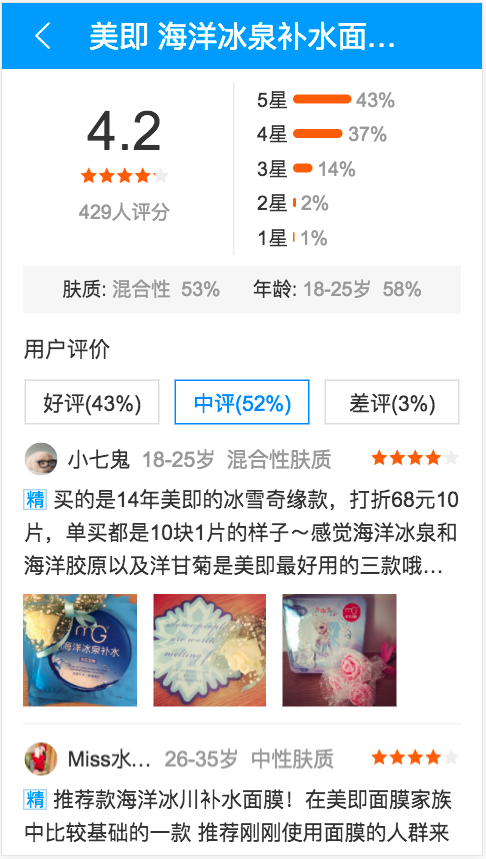 美即 海洋冰泉补水面...
4.2
429人评分
5星 43%
4星 37%
3星 14%
2星 2%
1星 1%
肤质: 混合性 53% 年龄: 18-25岁 58%
用户评价
好评(43%) 中评(52%) 差评(3%)
小七鬼 18-25岁 混合性肤质
精 买的是14年美即的冰雪奇缘款，打折68元10
片，单买都是10块1片的样子～感觉海洋冰泉和
海洋胶原以及洋甘菊是美即最好用的三款哦...
MG
海洋冰泉补水
Miss水... 26-35岁 中性肤质
精 推荐款海洋冰川补水面膜！在美即面膜家族
中比较基础的一款 推荐刚刚使用面膜的人群来